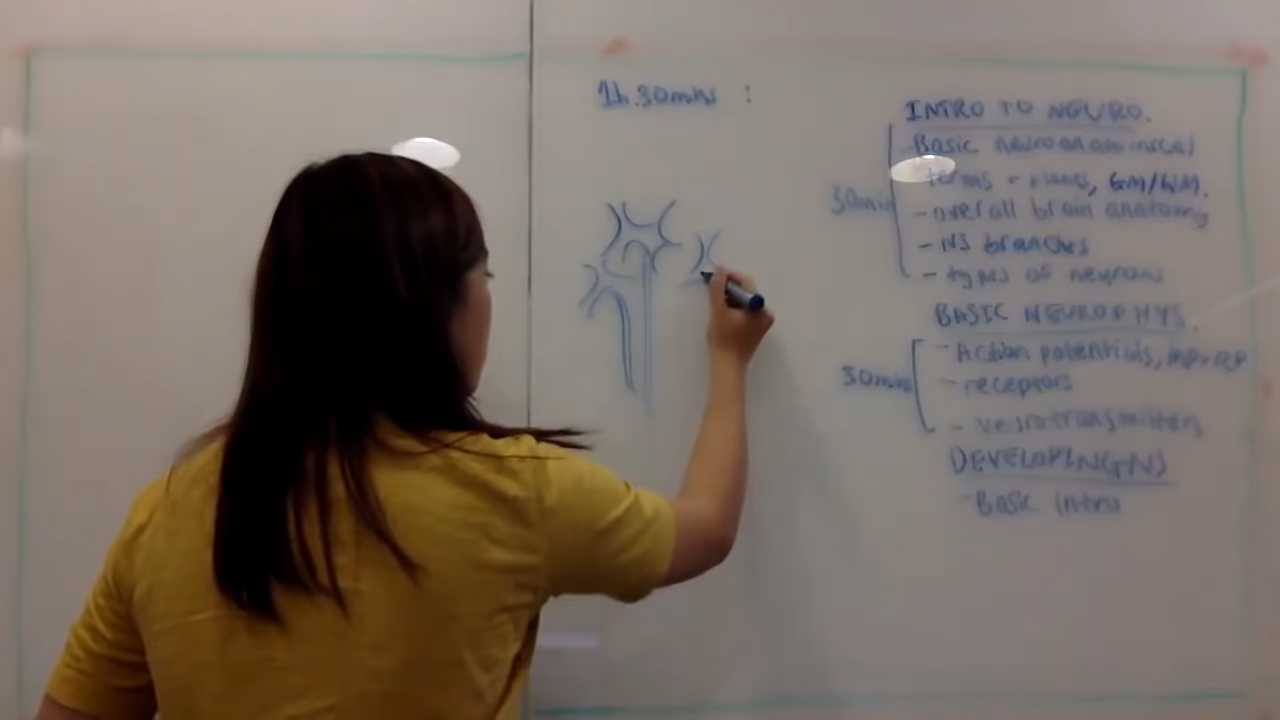 1h.30mins :
INTRO TO NEURO.
Basic neuroanatomical
30min
terms - planes, GM/WM.
- overall brain anatomy
- NS branches
- types of neurons
BASIC NEUROPHYS.
- Action potentials,
30mins
- receptors
- neurotransmitters
DEVELOPING NS
- Basic intro